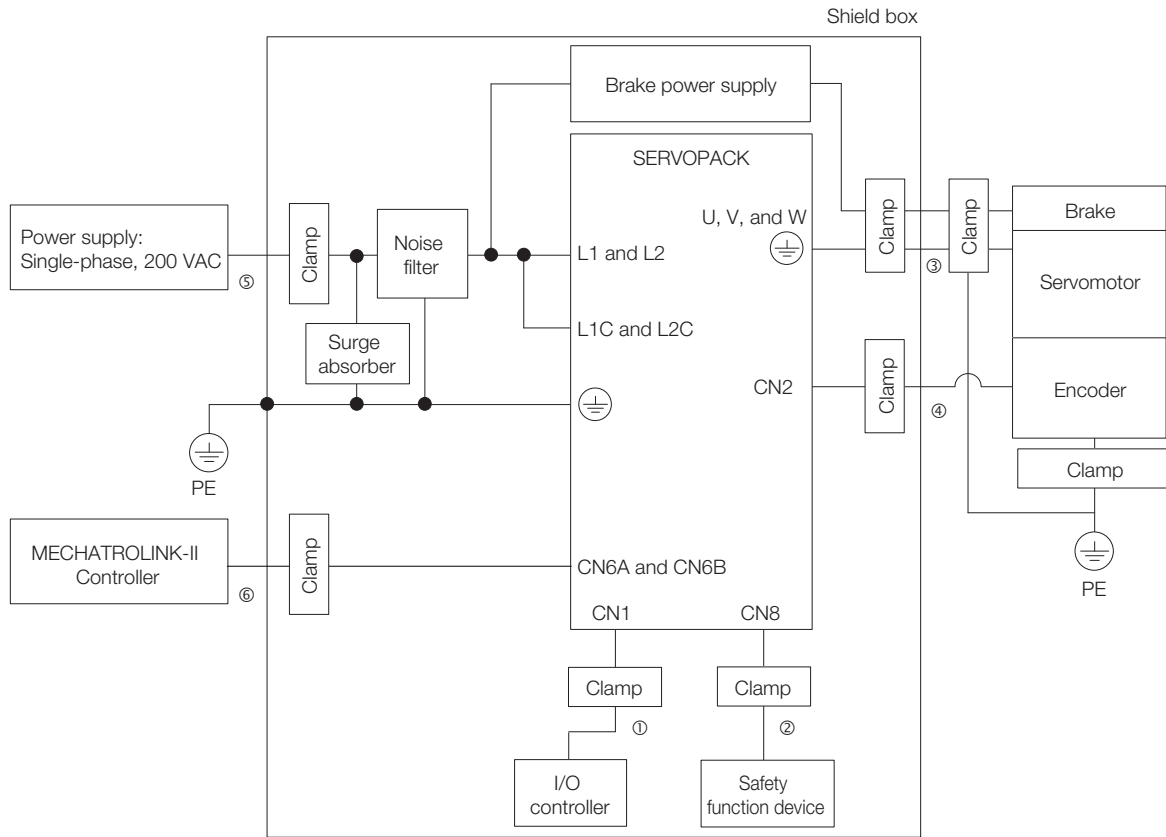 Shield box
Brake power supply
SERVOPACK
U, V, and W
Clamp
Clamp
Brake
Power supply:
Single-phase, 200 VAC
Clamp
Noise
filter
L1 and L2
③
Servomotor
⑤
L1C and L2C
Surge
absorber
CN2
Clamp
Encoder
④
Clamp
PE
MECHATROLINK-II
Controller
Clamp
CN6A and CN6B
PE
⑥
CN1
CN8
Clamp
Clamp
①
②
I/O
controller
Safety
function device